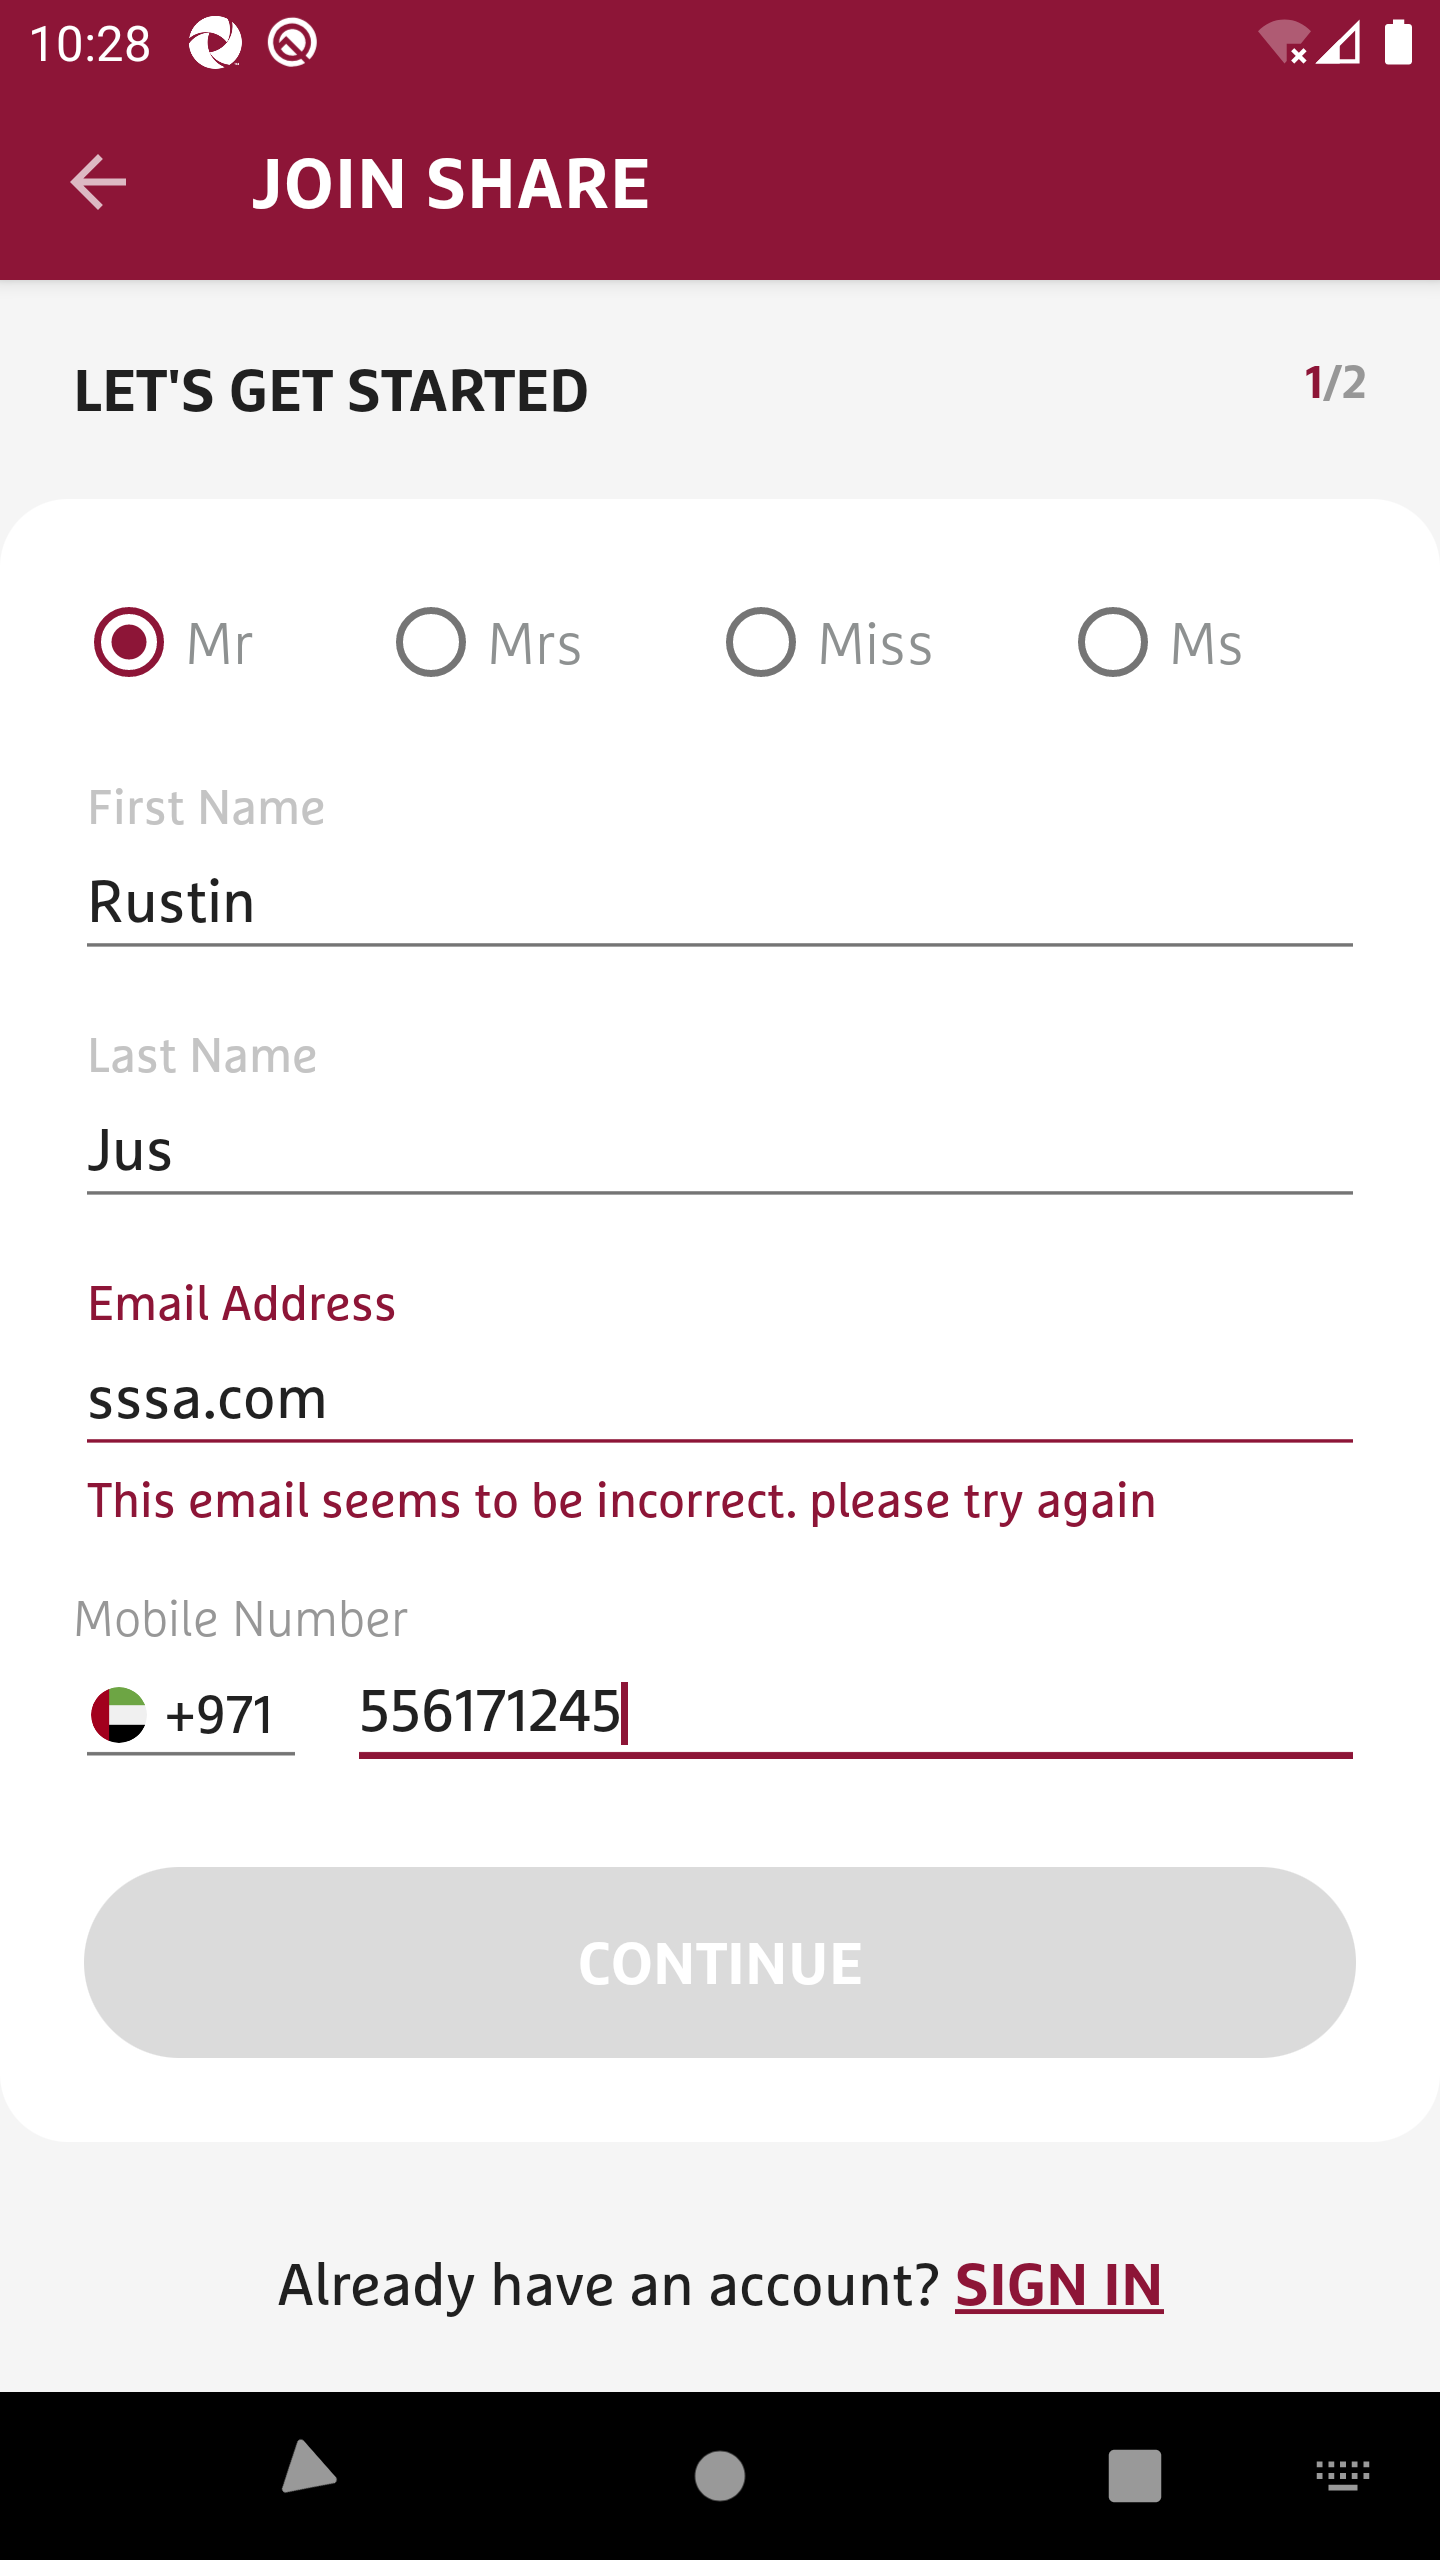 10:28
JOIN SHARE
LET'S GET STARTED 1/2
Mr Mrs Miss Ms
First Name
Rustin
Last Name
Jus
Email Address
sssa.com
This email seems to be incorrect. please try again
Mobile Number
+971 556171245
CONTINUE
Already have an account? SIGN IN